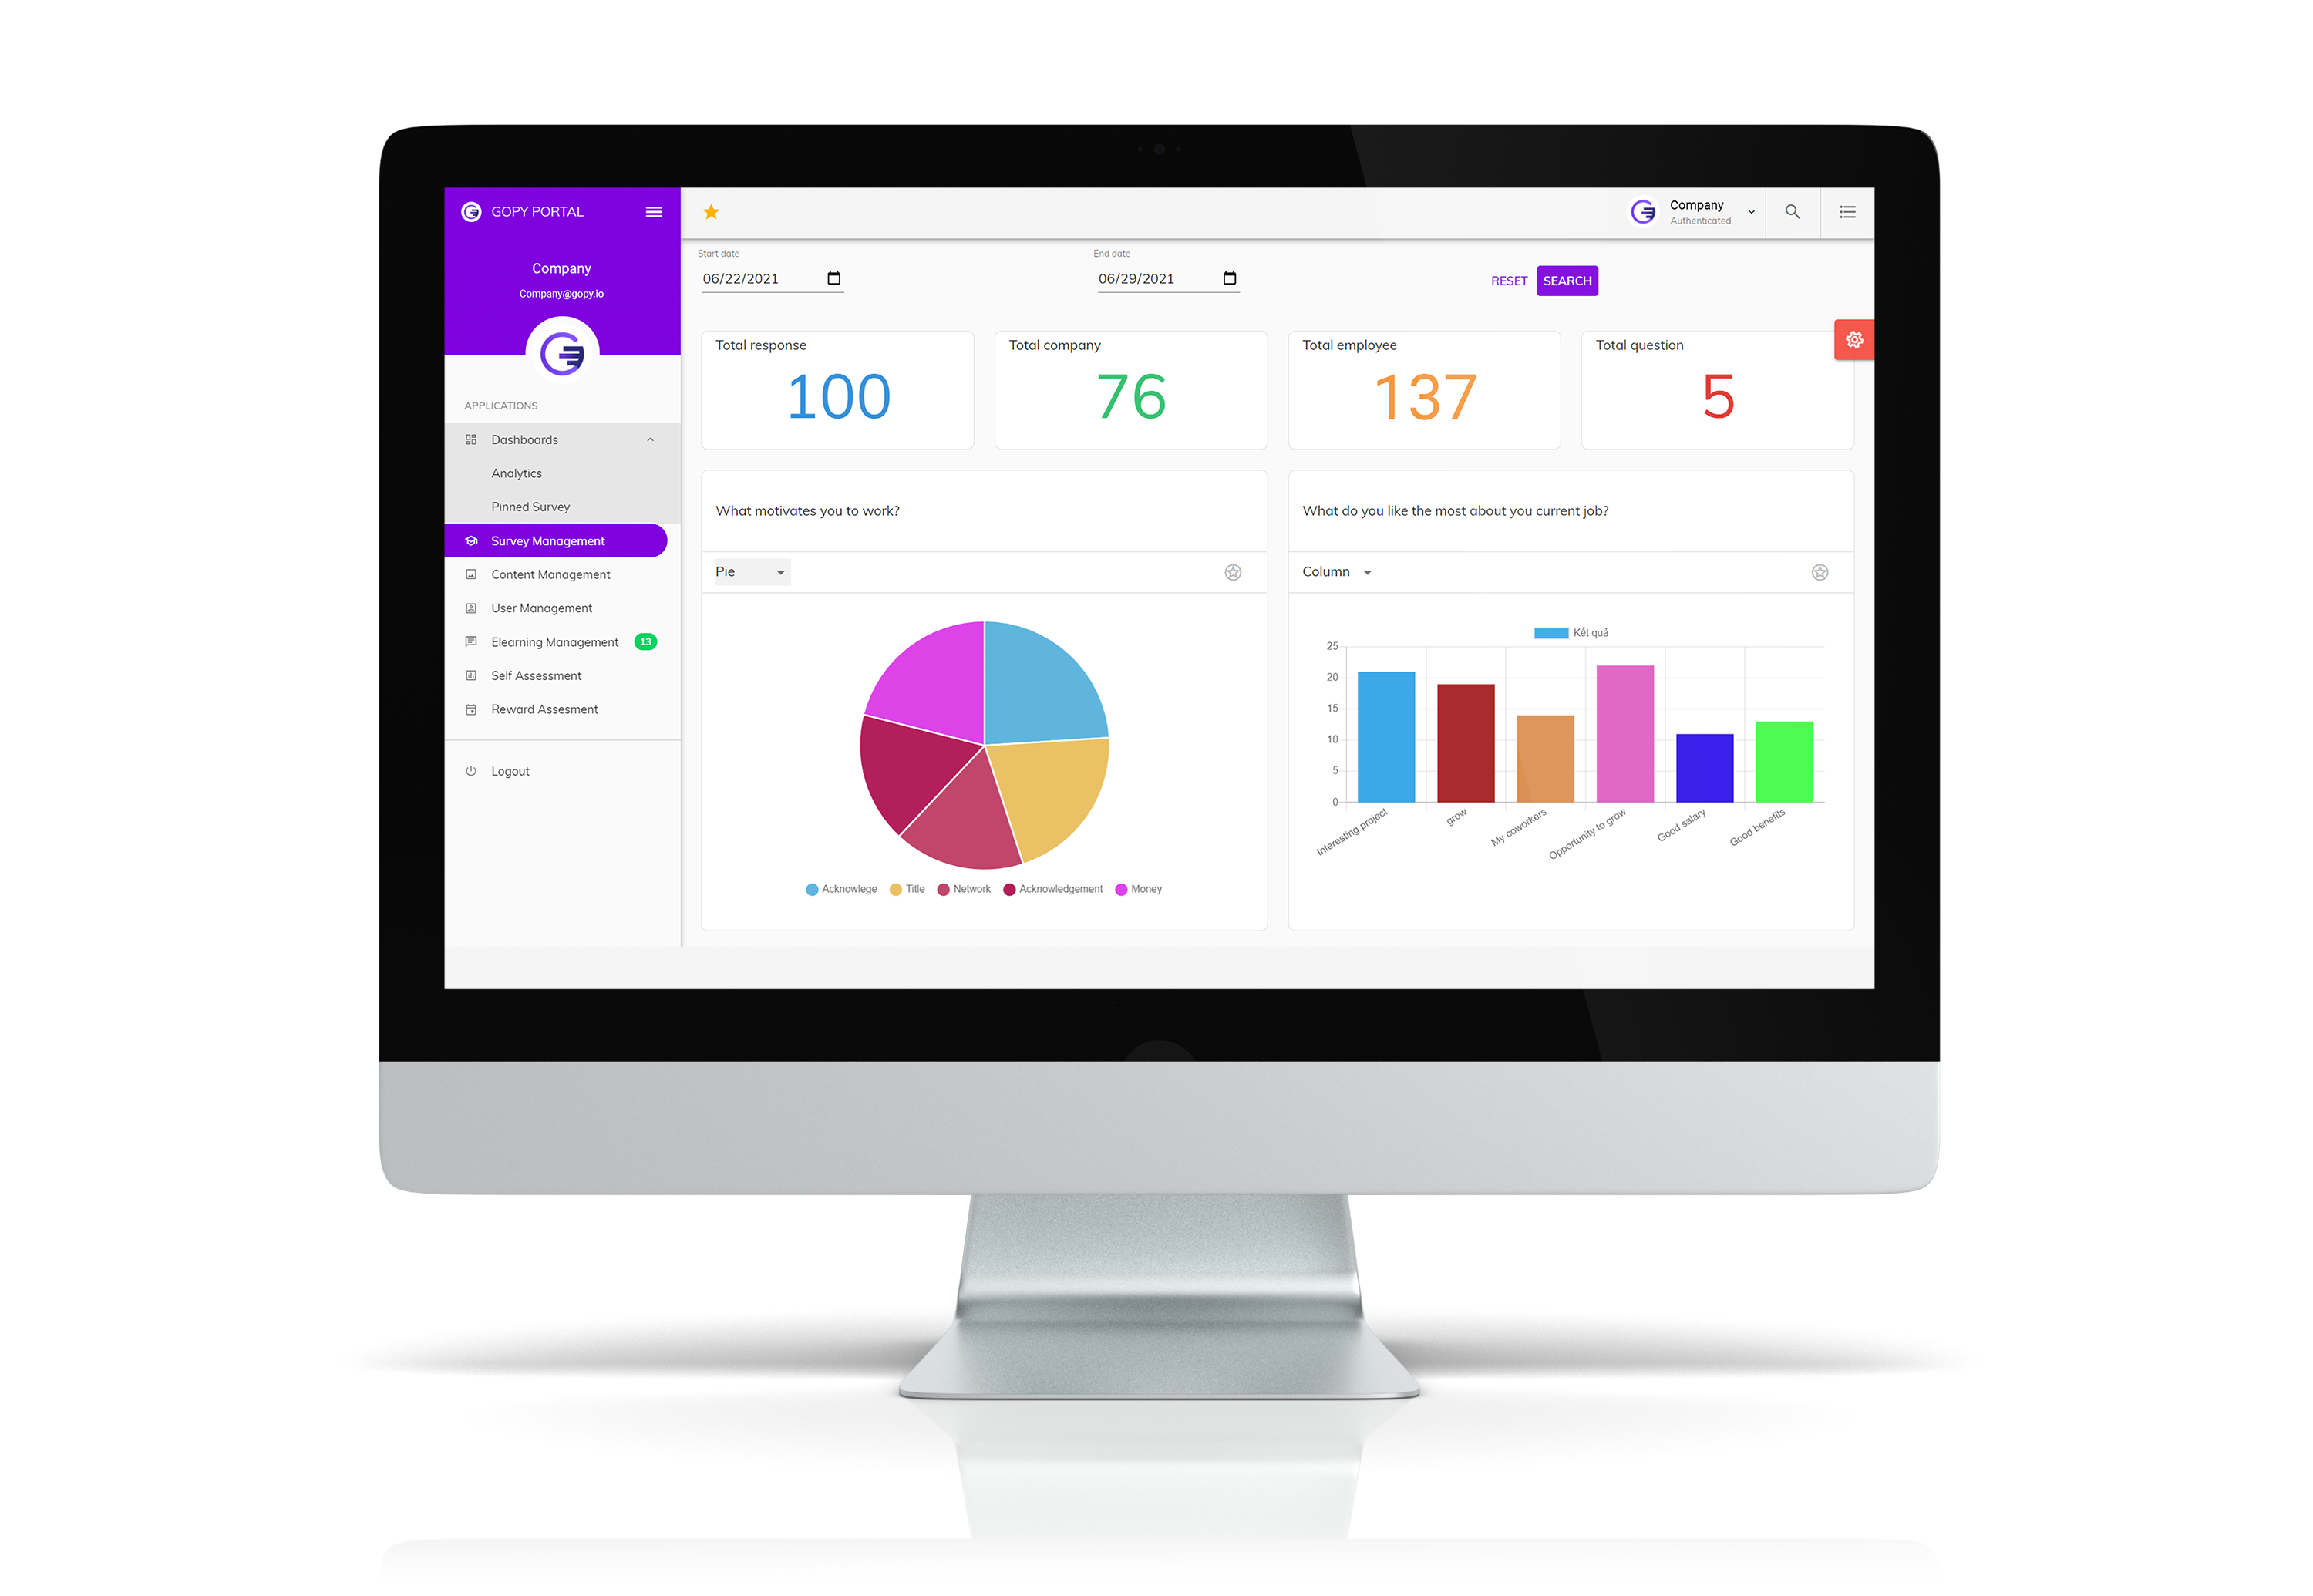 GOPY PORTAL
Company
Company@gopy.io
APPLICATIONS
Dashboards
Analytics
Pinned Survey
Survey Management
Content Management
User Management
Elearning Management 13
Self Assessment
Reward Assesment
Logout
Company
Authenticated
Start date
06/22/2021
End date
06/29/2021
RESET SEARCH
Total response
100
Total company
76
Total employee
137
Total question
5
What motivates you to work?
Pie
Acknowlege Title Network Acknowledgement Money
What do you like the most about you current job?
Column
Kết quả
25
20
15
10
5
0
Interesting project
grow
My coworkers
Opportunity to grow
Good salary
Good benefits